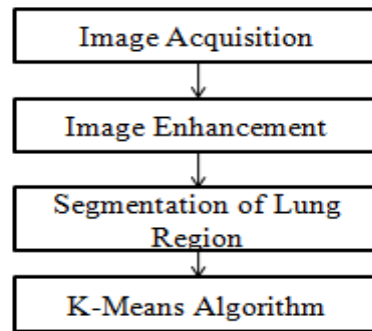 Image Acquisition
Image Enhancement
Segmentation of Lung
Region
K-Means Algorithm